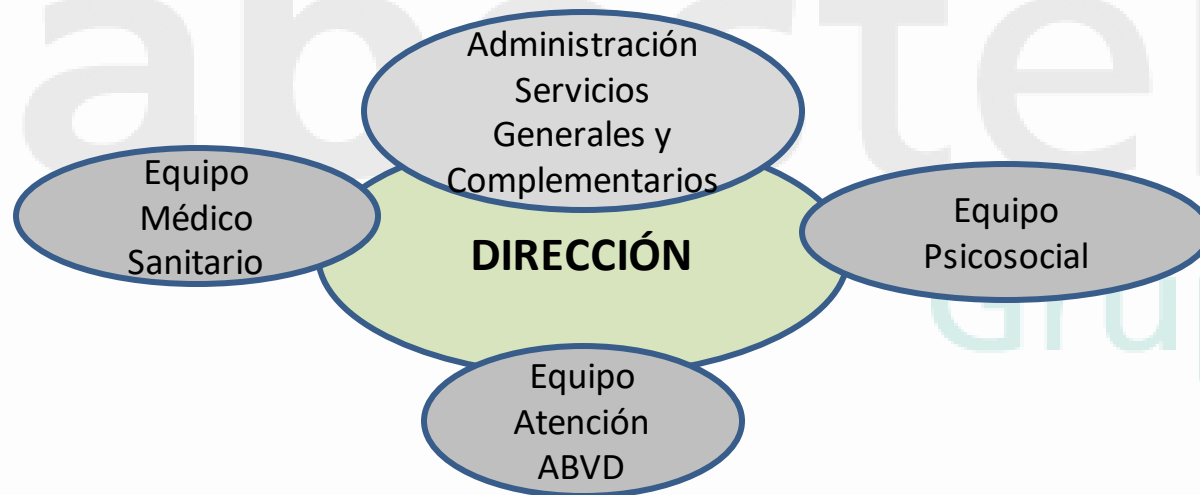 Administración
Servicios
Generales y
Complementarios
Equipo
Médico
Sanitario
DIRECCIÓN
Equipo
Psicosocial
Equipo
Atención
ABVD